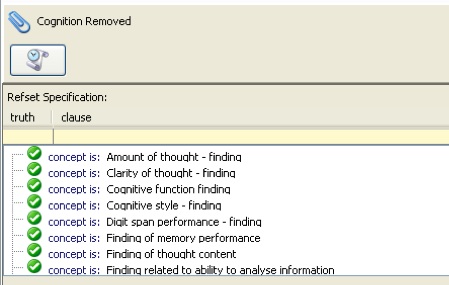 Cognition Removed
Refset Specification:
truth clause
concept is: Amount of thought - finding
concept is: Clarity of thought - finding
concept is: Cognitive function finding
concept is: Cognitive style - finding
concept is: Digit span performance - finding
concept is: Finding of memory performance
concept is: Finding of thought content
concept is: Finding related to ability to analyse information